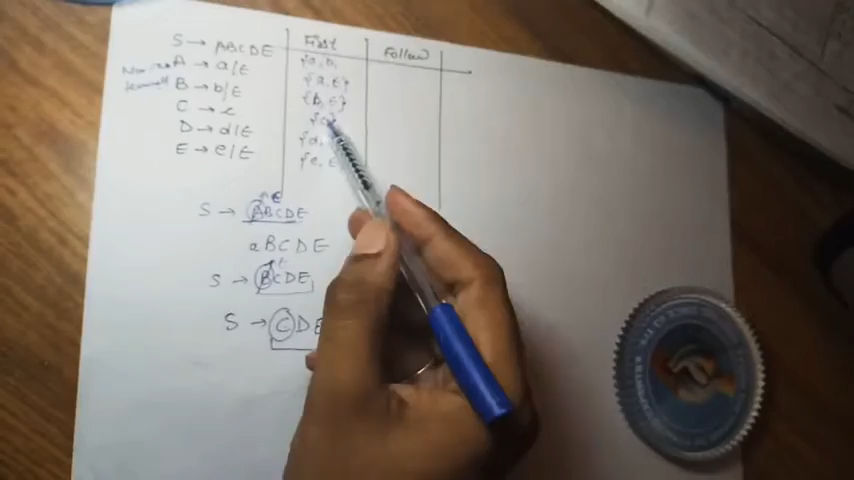 S → ABCDE First Follow
A → a/ε {a, b,
B → b/ε {a, ε}
C → c {b, ε}
D → d/ε {c}
E → e/ε {d,
{e, ε
S → ABCDE
aBCDE
S → BCDE
S → CDE